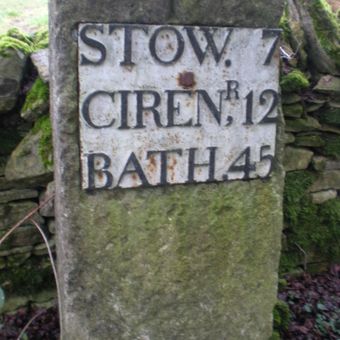 STOW. 7
CIREN,R 12
BATH.45